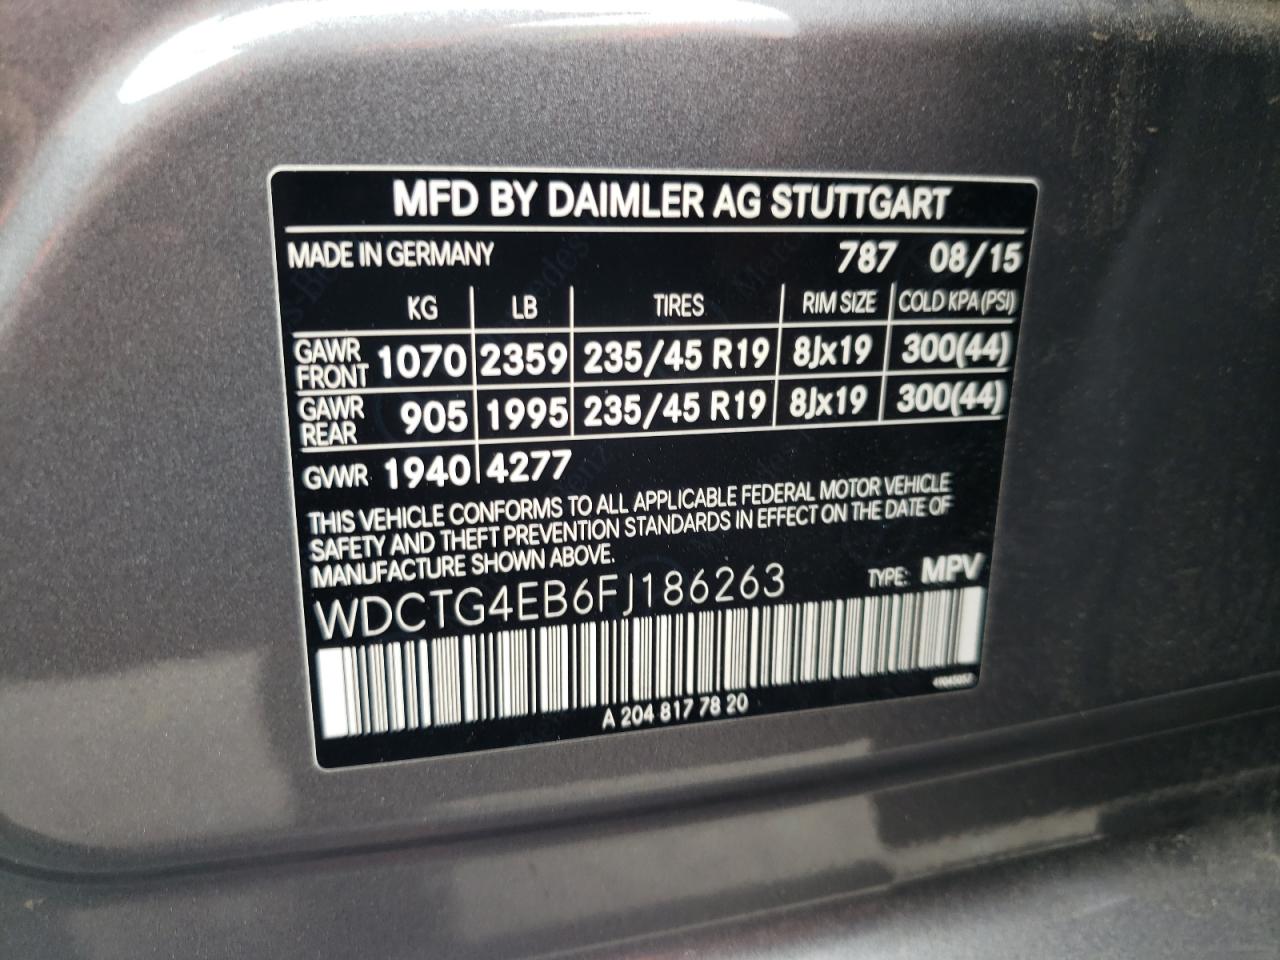 MFD BY DAIMLER AG STUTTGART
MADE IN GERMANY 787 08/15
KG LB TIRES RIM SIZE COLD KPA (PSI)
GAWR FRONT 1070 2359 235/45 R19 8Jx19 300(44)
GAWR REAR 905 1995 235/45 R19 8Jx19 300(44)
GVWR 1940 4277
THIS VEHICLE CONFORMS TO ALL APPLICABLE FEDERAL MOTOR VEHICLE
SAFETY AND THEFT PREVENTION STANDARDS IN EFFECT ON THE DATE OF
MANUFACTURE SHOWN ABOVE.
WDCTG4EB6FJ186263 TYPE: MPV
A 204 817 78 20